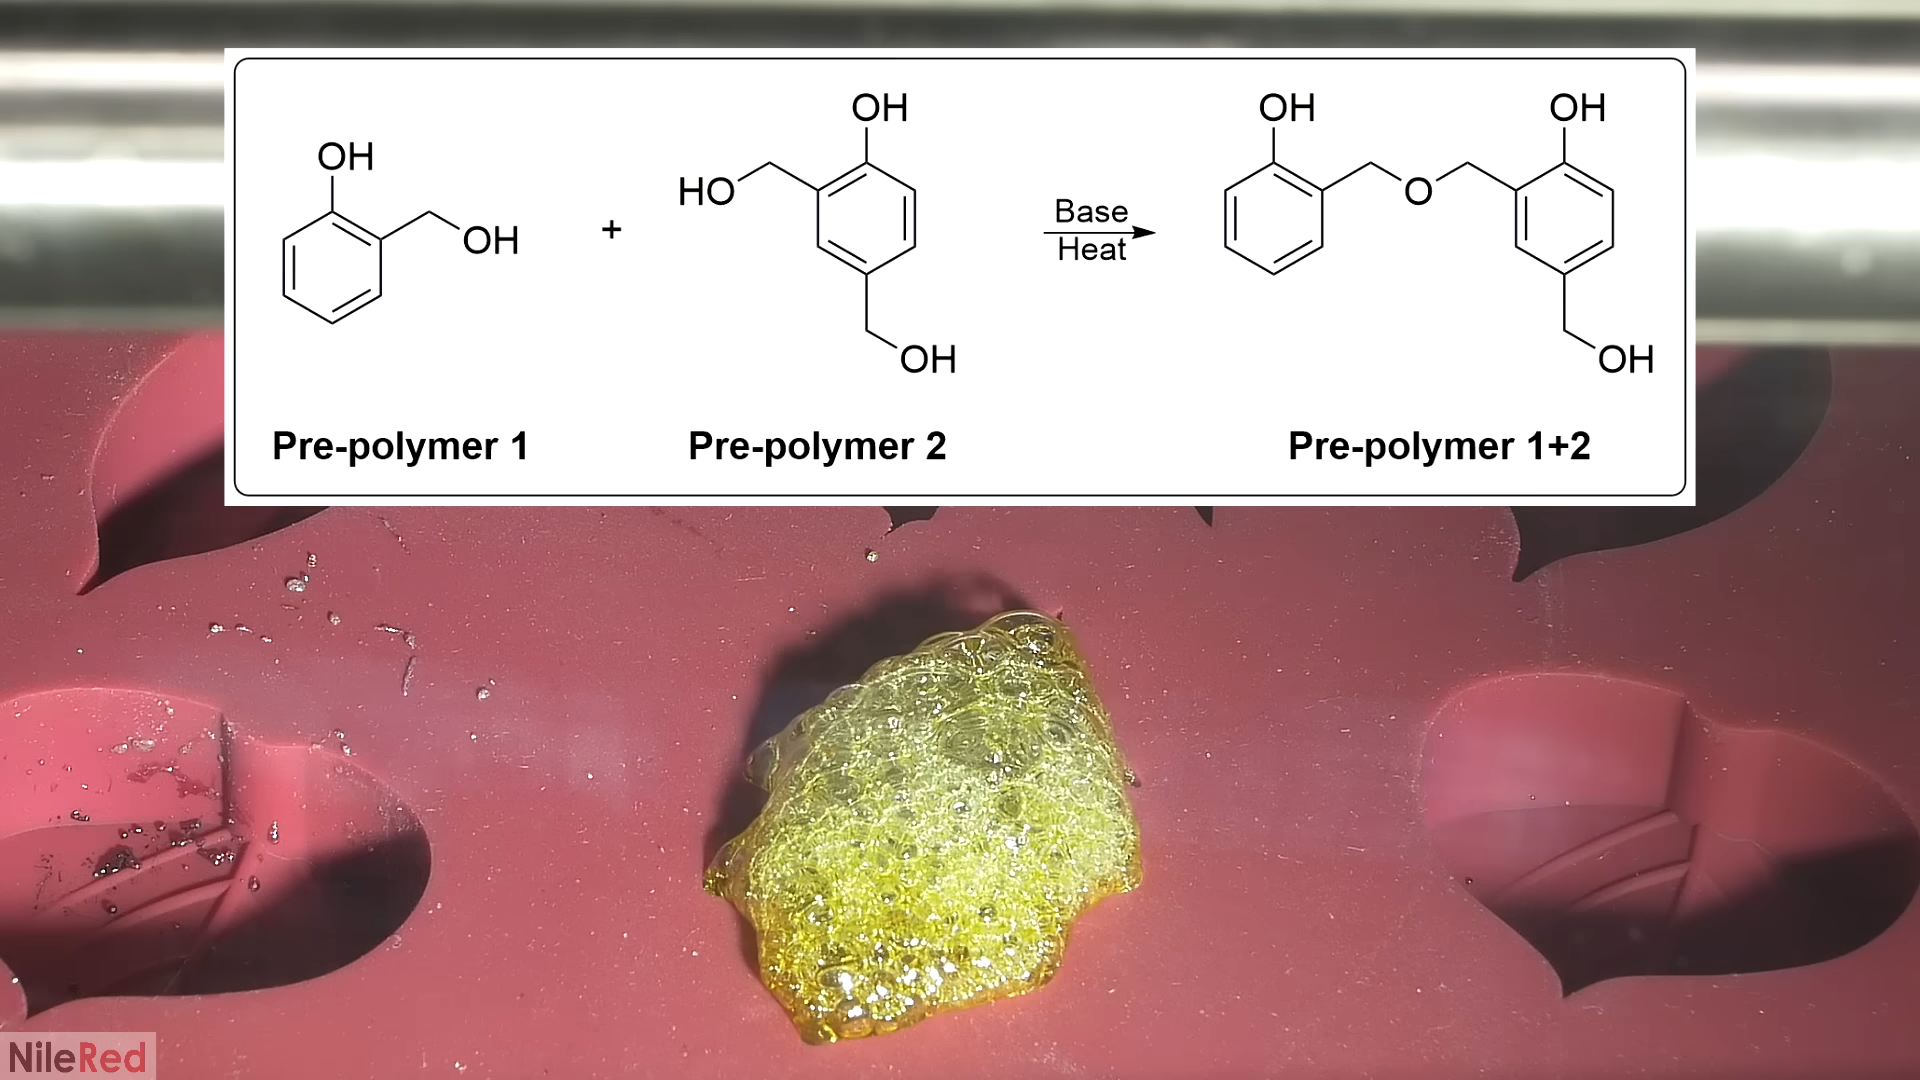 OH
OH
+
HO
OH
OH
Base
Heat
OH
O
OH
OH
Pre-polymer 1
Pre-polymer 2
Pre-polymer 1+2
NileRed